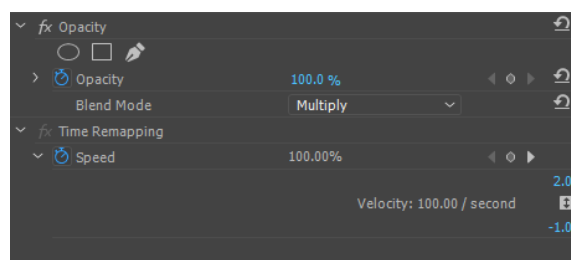 fx Opacity
Opacity 100.0 %
Blend Mode Multiply
fx Time Remapping
Speed 100.00%
2.0
Velocity: 100.00 / second
-1.0